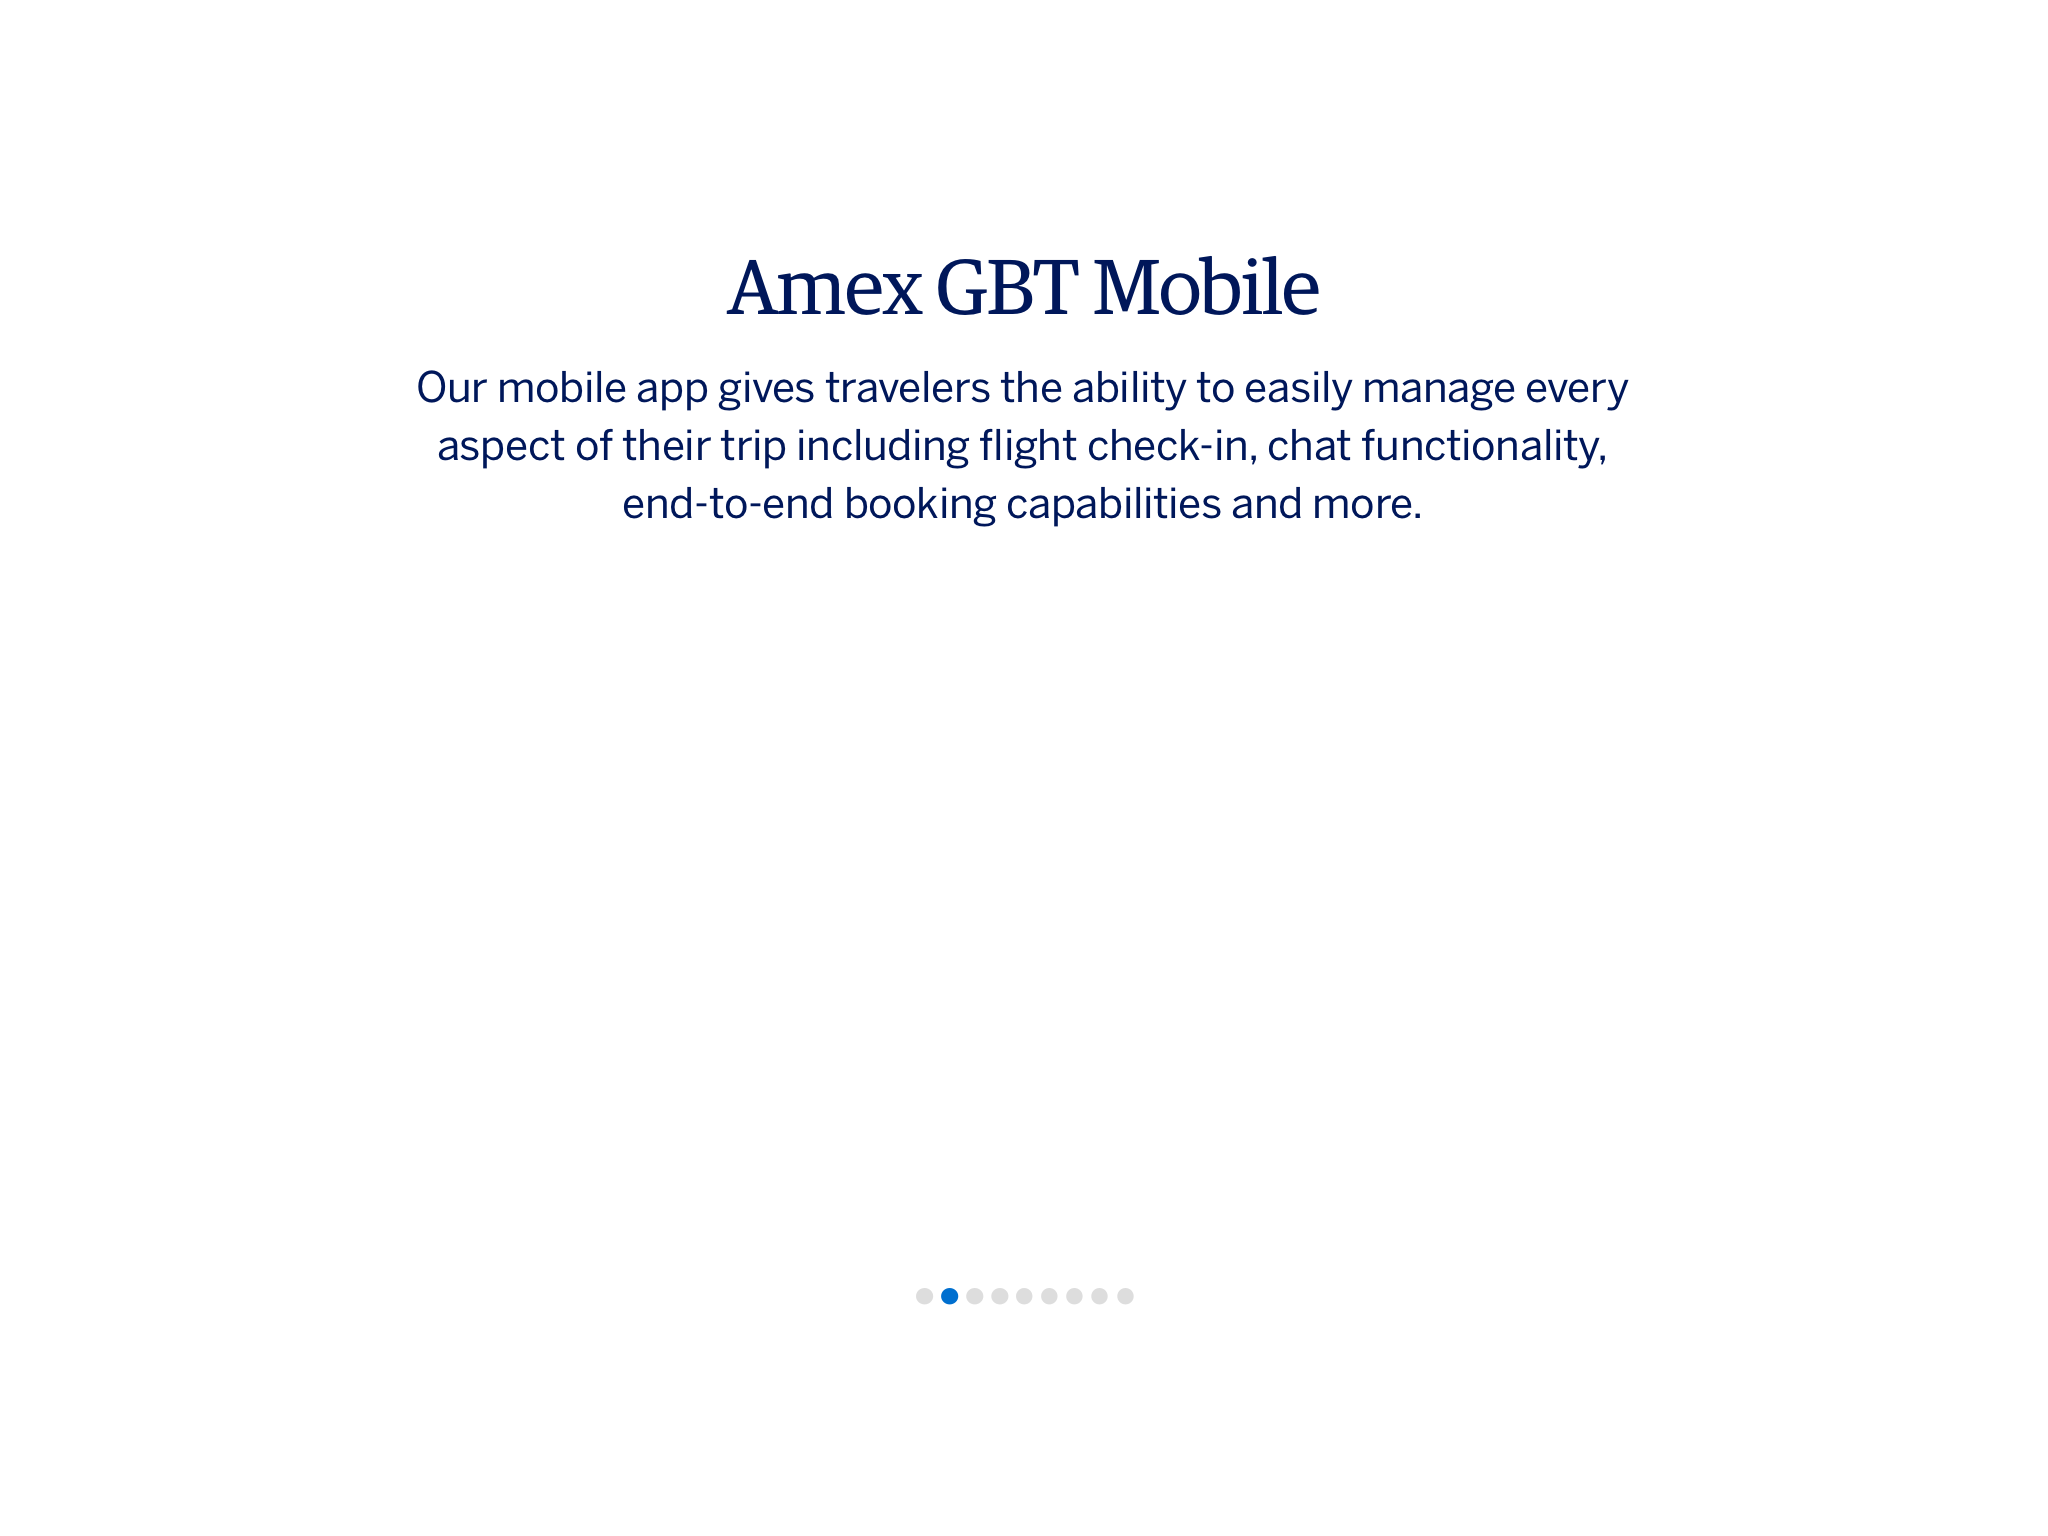 Amex GBT Mobile
Our mobile app gives travelers the ability to easily manage every
aspect of their trip including flight check-in, chat functionality,
end-to-end booking capabilities and more.